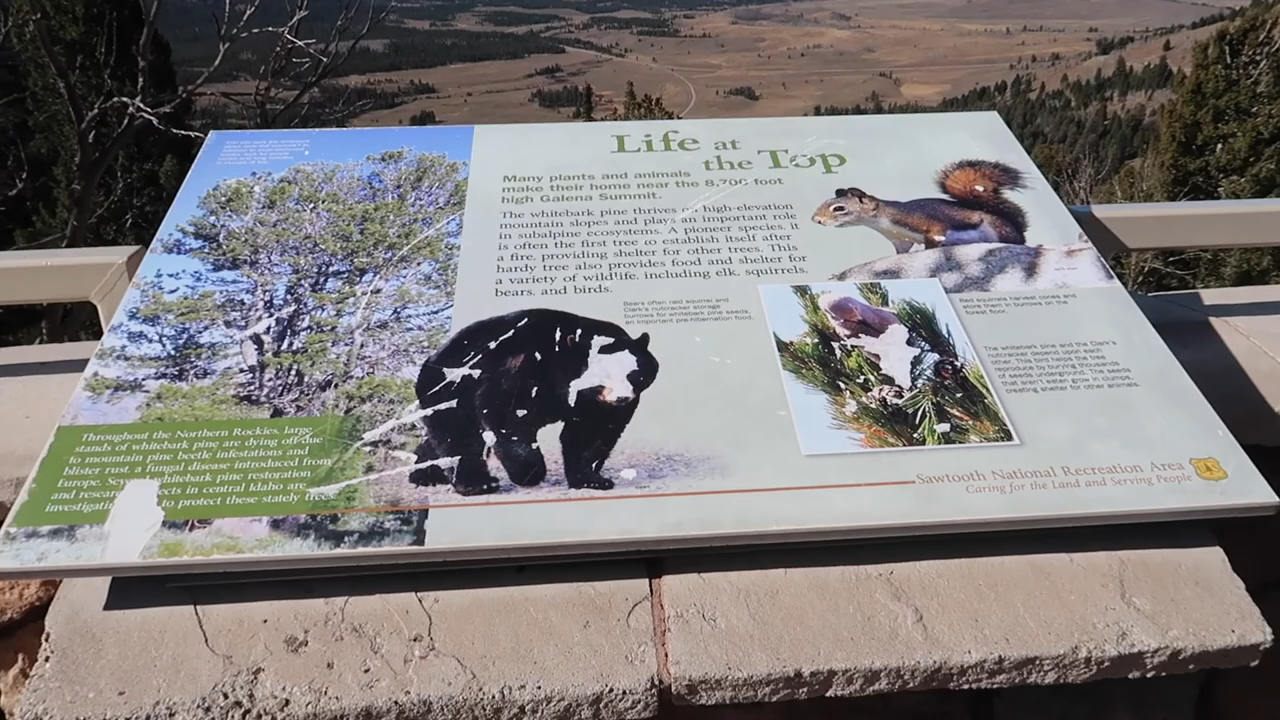 Life at
the Top
Many plants and animals
make their home near the 8,700 foot
high Galena Summit.
The whitebark pine thrives on high-elevation
mountain slopes and plays an important role
in subalpine ecosystems. A pioneer species, it
is often the first tree to establish itself after
a fire, providing shelter for other trees. This
hardy tree also provides food and shelter for
a variety of wildlife, including elk, squirrels,
bears, and birds.
Bears often raid squirrel and
Clark's nutcracker storage
burrows for whitebark pine seeds,
an important pre-hibernation food.
Red squirrels harvest cones and
store them in burrows on the
forest floor.
The whitebark pine and the Clark's
nutcracker depend upon each
other. This bird helps the tree
reproduce by burying thousands
of seeds underground. The seeds
that aren't eaten grow in clumps,
creating shelter for other animals.
Throughout the Northern Rockies, large
stands of whitebark pine are dying off due
to mountain pine beetle infestations and
blister rust, a fungal disease introduced from
Europe. whitebark pine restoration
and in central Idaho are
to protect these stately trees.
Sawtooth National Recreation Area
Caring for the Land and Serving People